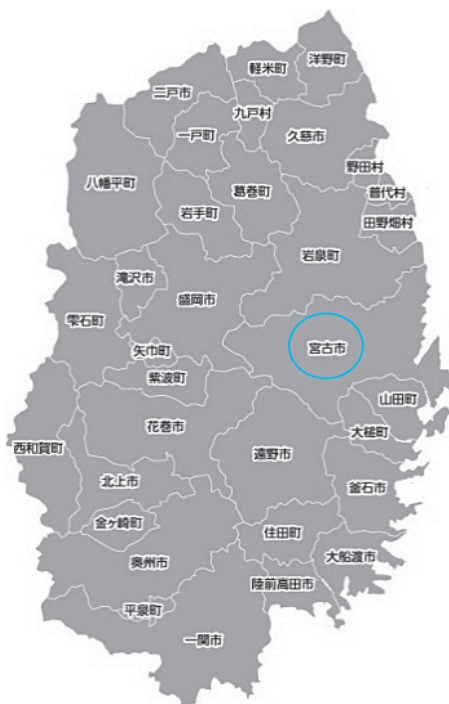 洋野町
軽米町
二戸市
九戸村
一戸町
久慈市
野田村
八幡平町
葛巻町
普代村
岩手町
田野畑村
岩泉町
滝沢市
盛岡市
雫石町
宮古市
矢巾町
紫波町
山田町
花巻市
大槌町
西和賀町
遠野市
北上市
釜石市
金ヶ崎町
住田町
奥州市
大船渡市
陸前高田市
平泉町
一関市